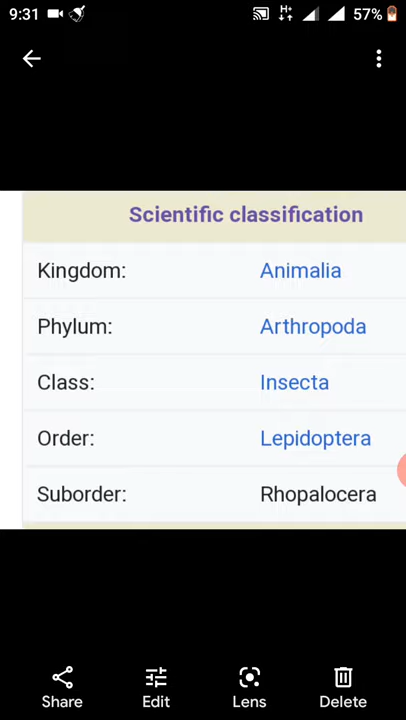 9:31
H+
57%
Scientific classification
Kingdom: Animalia
Phylum: Arthropoda
Class: Insecta
Order: Lepidoptera
Suborder: Rhopalocera
Share Edit Lens Delete